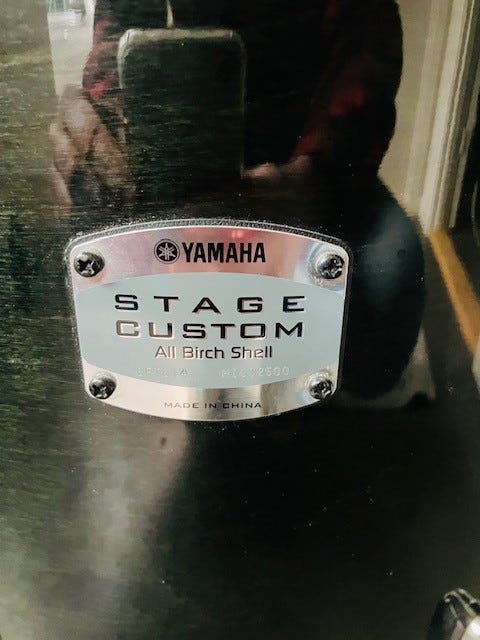 YAMAHA
STAGE
CUSTOM
All Birch Shell
MADE IN CHINA